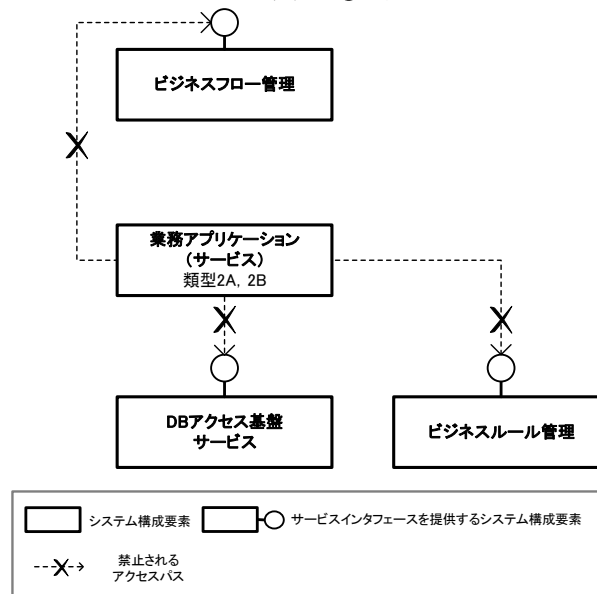 ビジネスフロー管理
業務アプリケーション
（サービス）
類型2A, 2B
DBアクセス基盤
サービス
ビジネスルール管理
システム構成要素
サービスインタフェースを提供するシステム構成要素
禁止される
アクセスパス